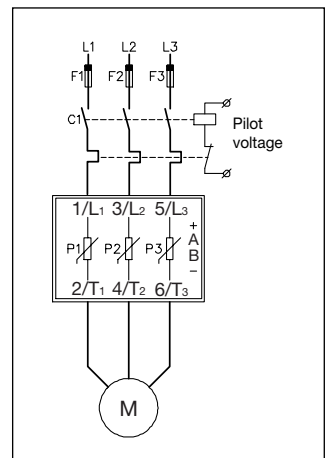 L1 L2 L3
F1 F2 F3
C1
Pilot
voltage
1/L1 3/L2 5/L3
P1 P2 P3
+
A
B
–
2/T1 4/T2 6/T3
M